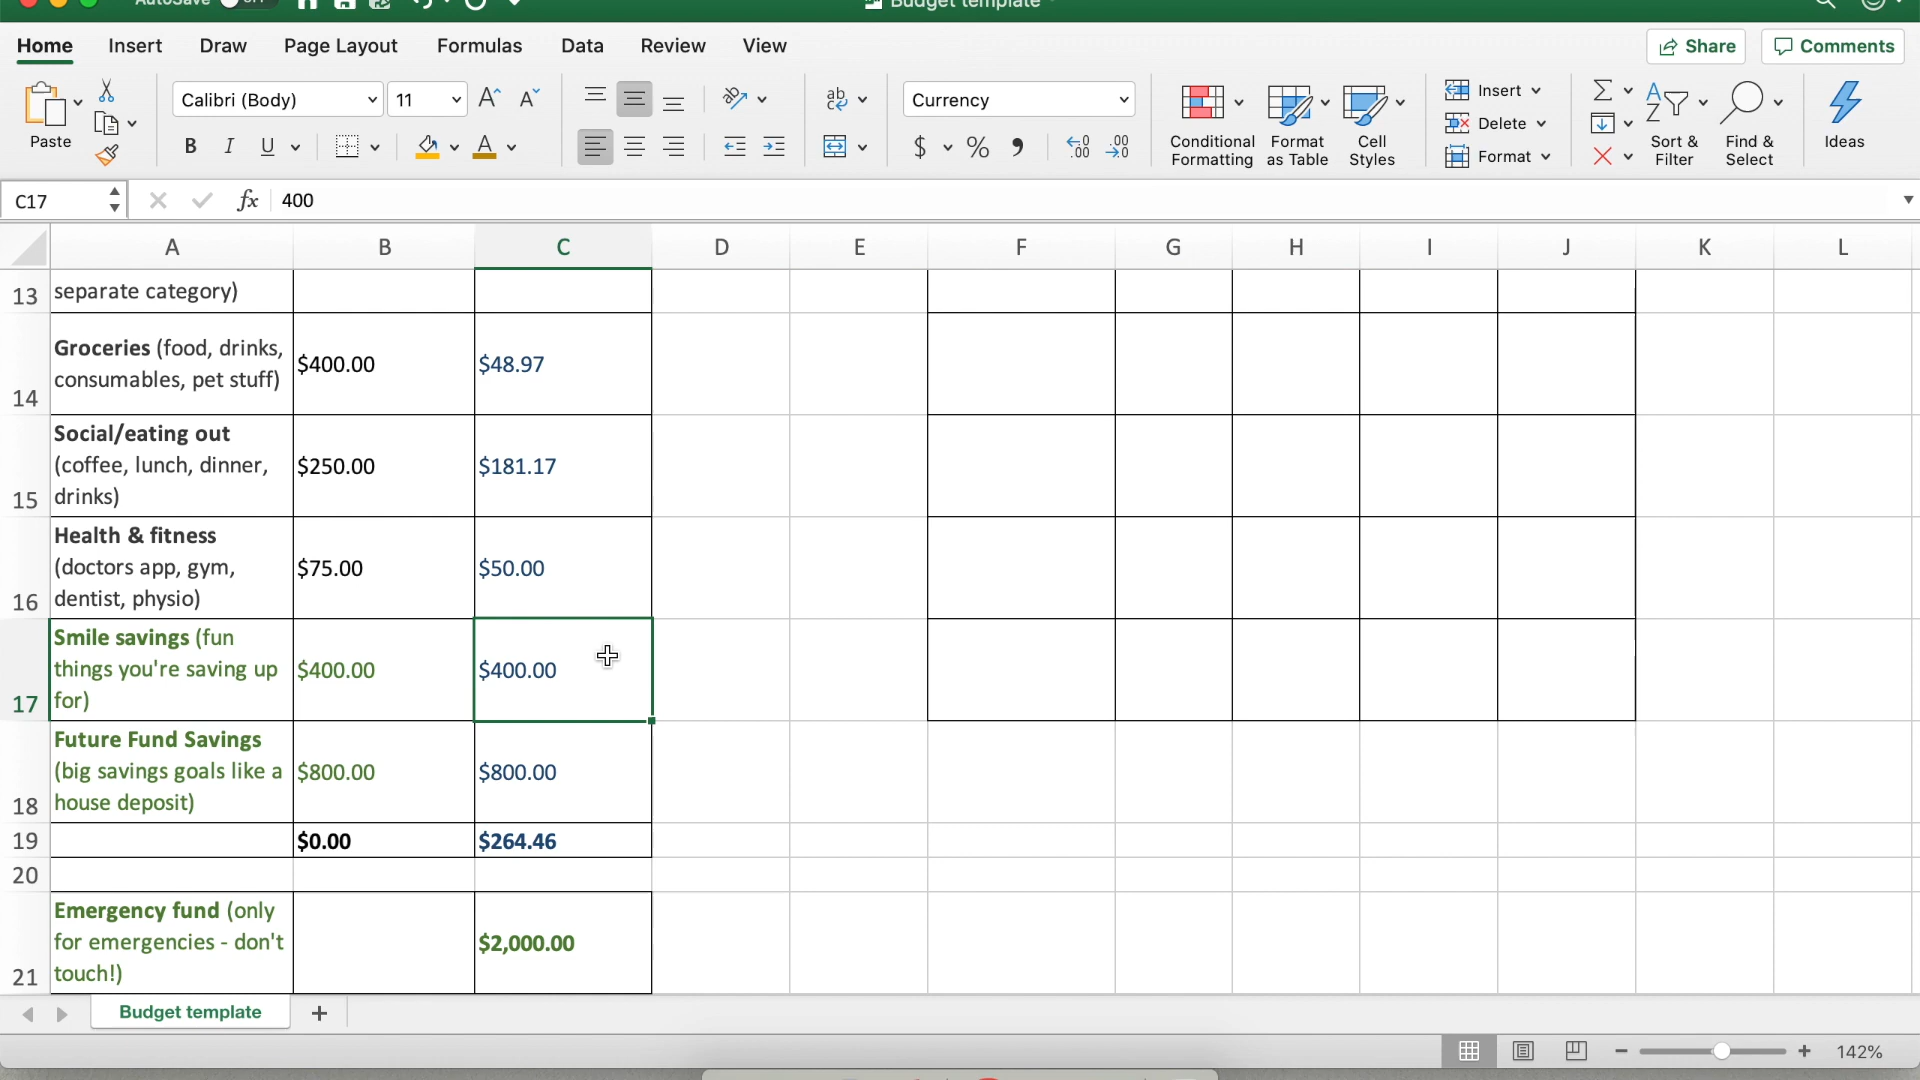 AutoSave OFF
Budget template
Home Insert Draw Page Layout Formulas Data Review View Share Comments
Paste
Calibri (Body) 11 A^ A˅
B I U A
ab
Currency
$ % , .00 .00
Conditional
Formatting
Format
as Table
Cell
Styles
Insert
Delete
Format
Σ
A
Z
Sort &
Filter
Find &
Select
Ideas
C17 fx 400
A B C D E F G H I J K L
13 separate category)
14 Groceries (food, drinks, $400.00 $48.97
consumables, pet stuff)
15 Social/eating out $250.00 $181.17
(coffee, lunch, dinner,
drinks)
16 Health & fitness $75.00 $50.00
(doctors app, gym,
dentist, physio)
17 Smile savings (fun $400.00 $400.00
things you're saving up
for)
18 Future Fund Savings $800.00 $800.00
(big savings goals like a
house deposit)
19 $0.00 $264.46
20
21 Emergency fund (only $2,000.00
for emergencies - don't
touch!)
Budget template +
− + 142%